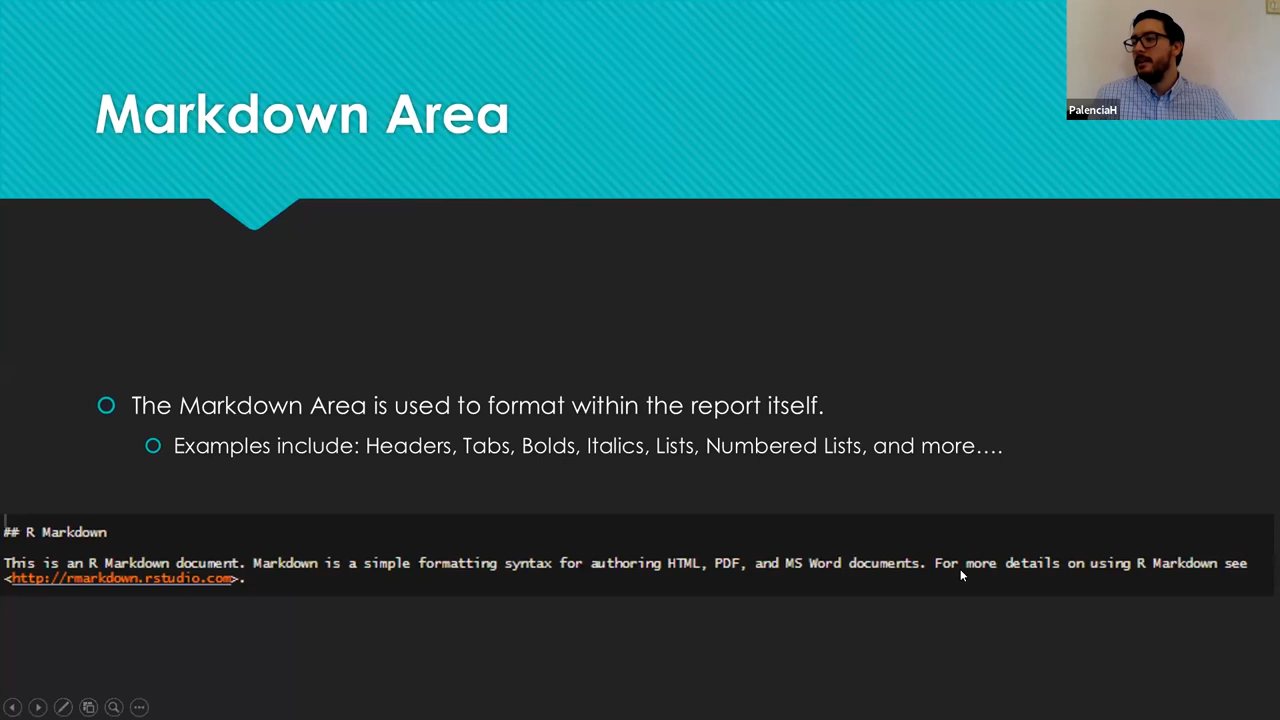 Markdown Area
PalenciaH
The Markdown Area is used to format within the report itself.
Examples include: Headers, Tabs, Bolds, Italics, Lists, Numbered Lists, and more….
## R Markdown
This is an R Markdown document. Markdown is a simple formatting syntax for authoring HTML, PDF, and MS Word documents. For more details on using R Markdown see
<http://rmarkdown.rstudio.com>.